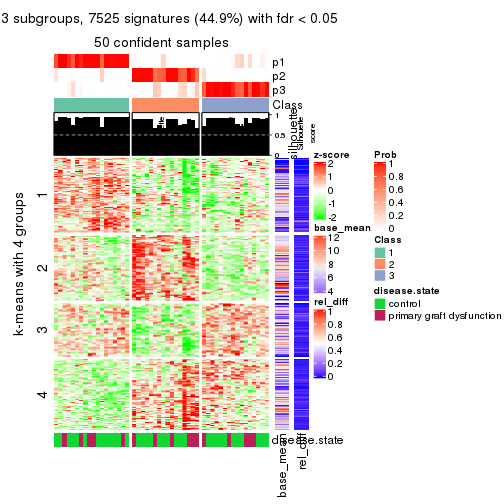 3 subgroups, 7525 signatures (44.9%) with fdr < 0.05
50 confident samples
p1
p2
p3
Class
1
0.5
0
silhouette
Silhouette
score
k-means with 4 groups
1
2
3
4
disease.state
base_mean
rel_diff
z-score
2
1
0
-1
-2
base_mean
12
10
8
6
4
rel_diff
1
0.8
0.6
0.4
0.2
0
Prob
1
0.8
0.6
0.4
0.2
0
Class
1
2
3
disease.state
control
primary graft dysfunction